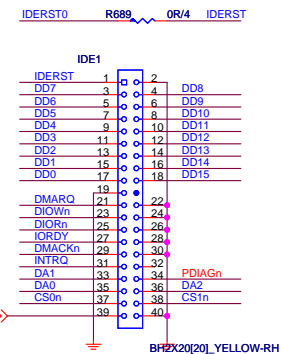 IDERST0 R689 0R/4 IDERST
IDE1
IDERST 1 2
DD7 3 4 DD8
DD6 5 6 DD9
DD5 7 8 DD10
DD4 9 10 DD11
DD3 11 12 DD12
DD2 13 14 DD13
DD1 15 16 DD14
DD0 17 18 DD15
19
DMARQ 21 22
DIOWn 23 24
DIORn 25 26
IORDY 27 28
DMACKn 29 30
INTRQ 31 32
DA1 33 34 PDIAGn
DA0 35 36 DA2
CS0n 37 38 CS1n
39 40
BH2X20[20]_YELLOW-RH